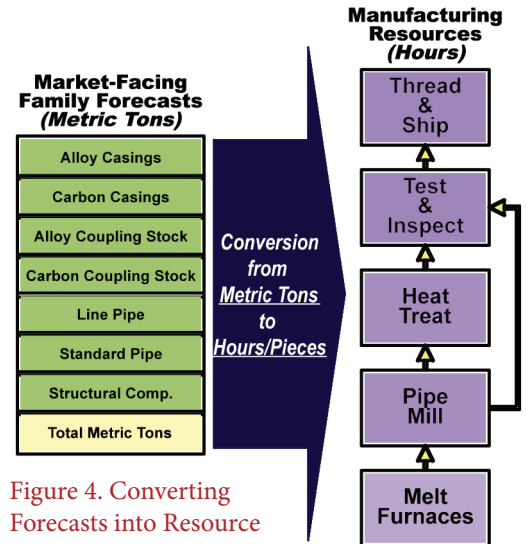 Market-Facing
Family Forecasts
(Metric Tons)
Alloy Casings
Carbon Casings
Alloy Coupling Stock
Carbon Coupling Stock
Line Pipe
Standard Pipe
Structural Comp.
Total Metric Tons
Conversion
from
Metric Tons
to
Hours/Pieces
Manufacturing
Resources
(Hours)
Thread
&
Ship
Test
&
Inspect
Heat
Treat
Pipe
Mill
Melt
Furnaces
Figure 4. Converting
Forecasts into Resource